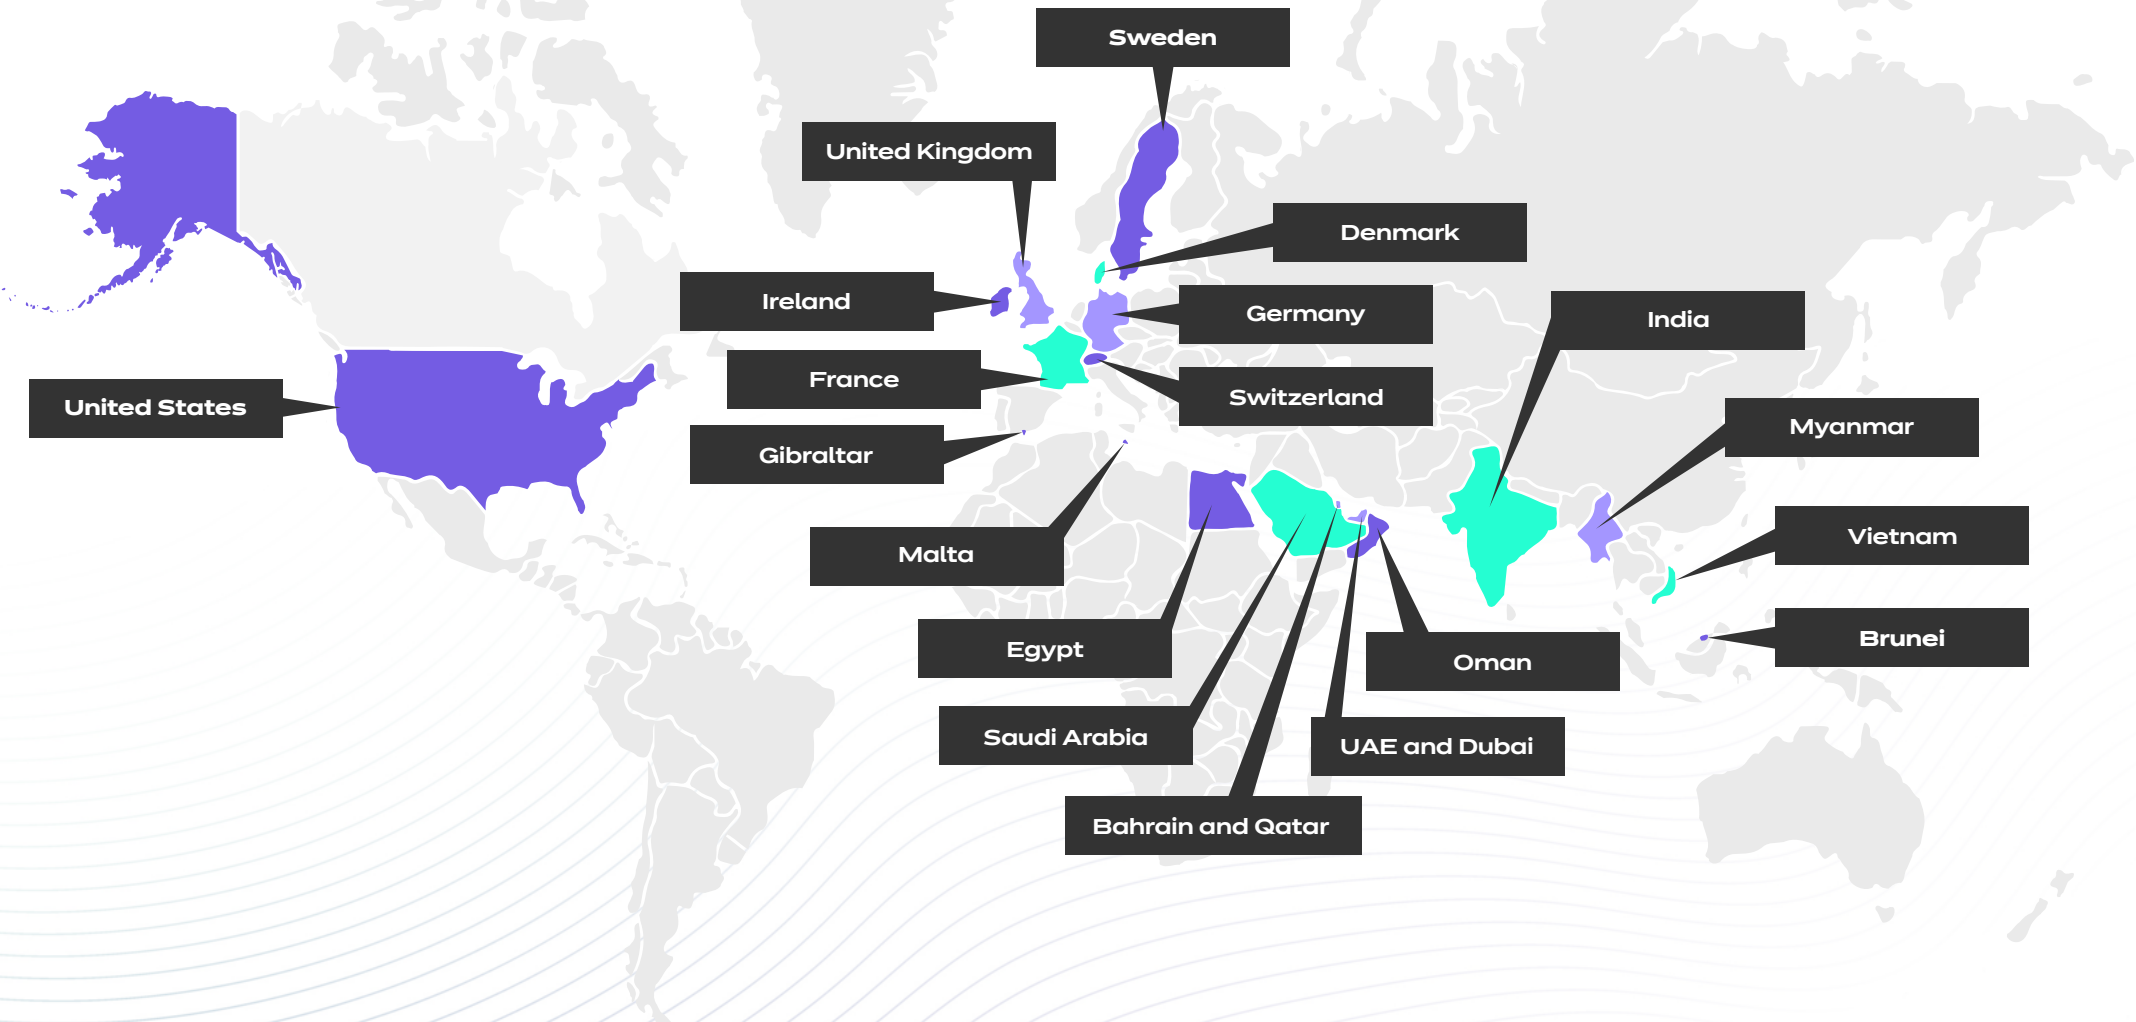 Sweden
United Kingdom
Denmark
Ireland
Germany
India
France
Switzerland
United States
Myanmar
Gibraltar
Vietnam
Malta
Brunei
Egypt
Oman
Saudi Arabia
UAE and Dubai
Bahrain and Qatar